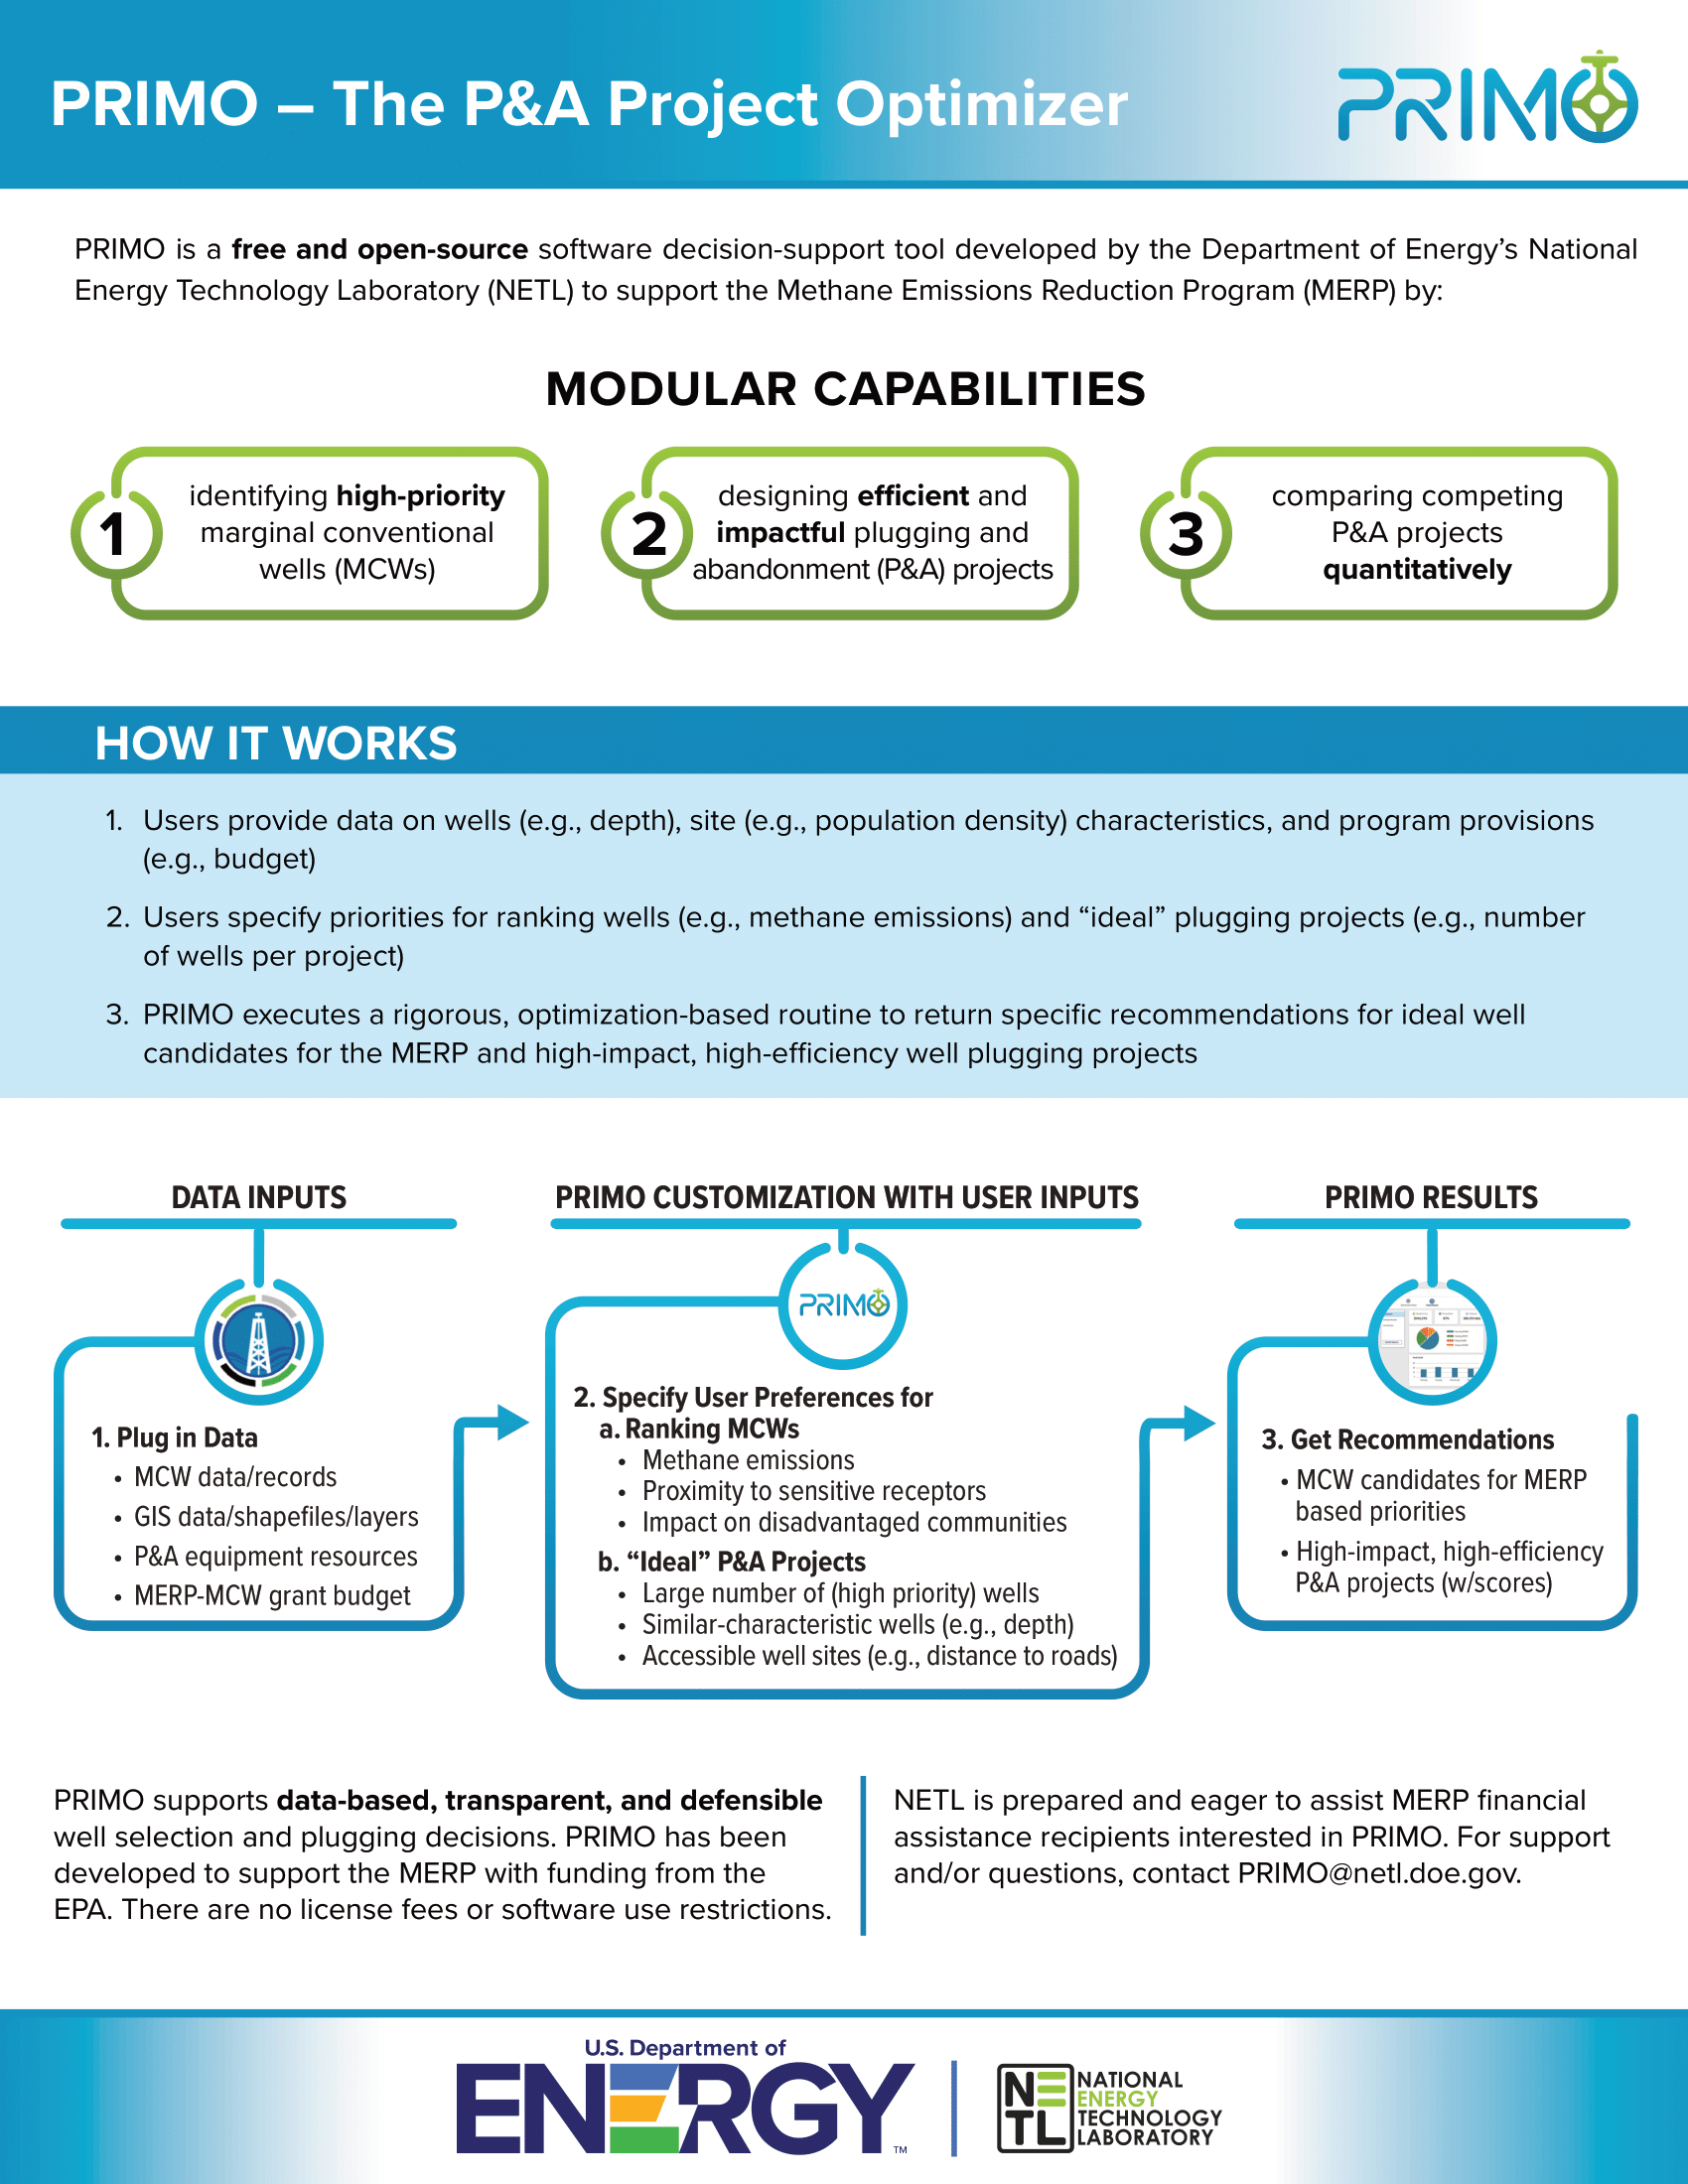 PRIMO – The P&A Project Optimizer
PRIMO
PRIMO is a free and open-source software decision-support tool developed by the Department of Energy’s National
Energy Technology Laboratory (NETL) to support the Methane Emissions Reduction Program (MERP) by:
MODULAR CAPABILITIES
1
identifying high-priority
marginal conventional
wells (MCWs)
2
designing efficient and
impactful plugging and
abandonment (P&A) projects
3
comparing competing
P&A projects
quantitatively
HOW IT WORKS
1. Users provide data on wells (e.g., depth), site (e.g., population density) characteristics, and program provisions
(e.g., budget)
2. Users specify priorities for ranking wells (e.g., methane emissions) and “ideal” plugging projects (e.g., number
of wells per project)
3. PRIMO executes a rigorous, optimization-based routine to return specific recommendations for ideal well
candidates for the MERP and high-impact, high-efficiency well plugging projects
DATA INPUTS
1. Plug in Data
• MCW data/records
• GIS data/shapefiles/layers
• P&A equipment resources
• MERP-MCW grant budget
PRIMO CUSTOMIZATION WITH USER INPUTS
PRIMO
2. Specify User Preferences for
a. Ranking MCWs
• Methane emissions
• Proximity to sensitive receptors
• Impact on disadvantaged communities
b. “Ideal” P&A Projects
• Large number of (high priority) wells
• Similar-characteristic wells (e.g., depth)
• Accessible well sites (e.g., distance to roads)
PRIMO RESULTS
3. Get Recommendations
• MCW candidates for MERP
based priorities
• High-impact, high-efficiency
P&A projects (w/scores)
PRIMO supports data-based, transparent, and defensible
well selection and plugging decisions. PRIMO has been
developed to support the MERP with funding from the
EPA. There are no license fees or software use restrictions.
NETL is prepared and eager to assist MERP financial
assistance recipients interested in PRIMO. For support
and/or questions, contact PRIMO@netl.doe.gov.
U.S. Department of
ENERGY
TM
NE
TL
NATIONAL
ENERGY
TECHNOLOGY
LABORATORY